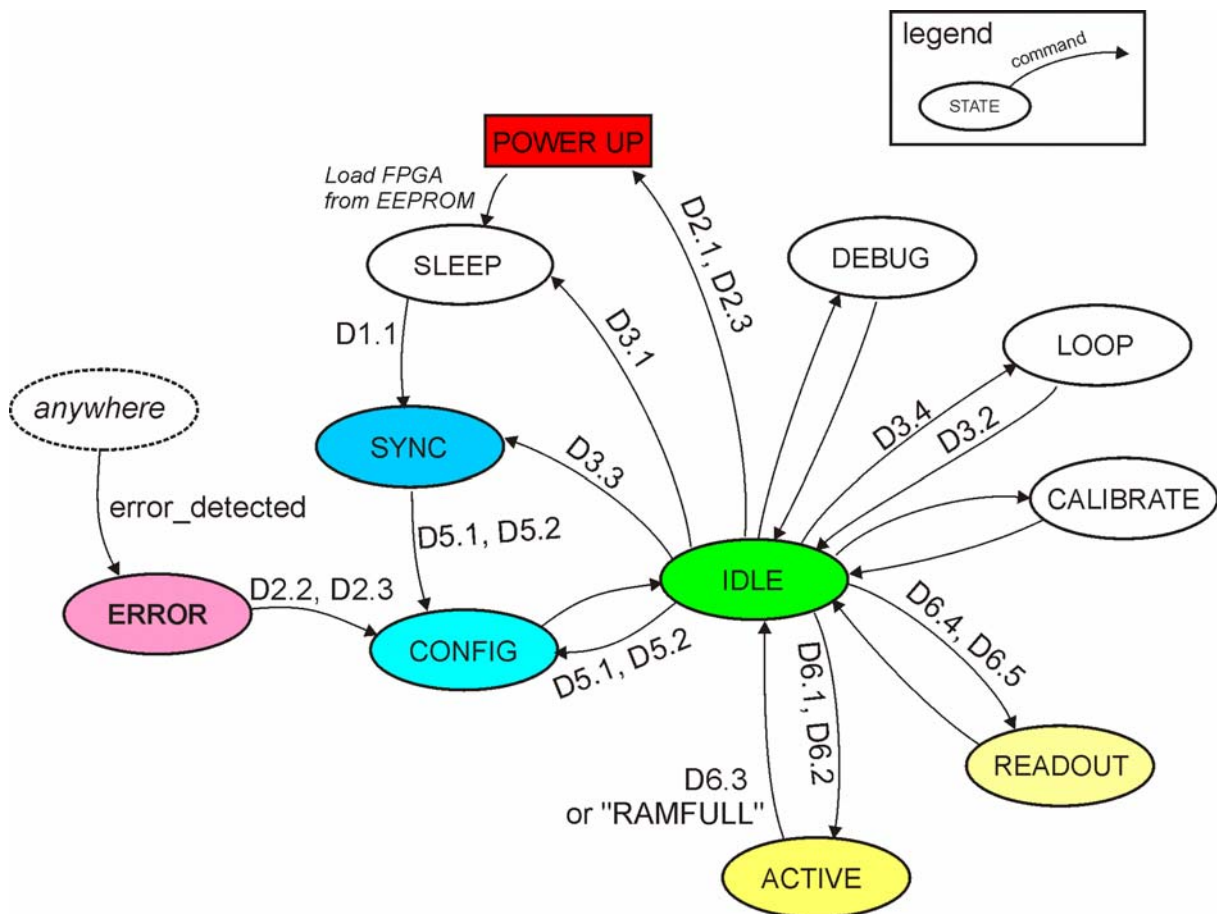 legend
command
STATE
POWER UP
Load FPGA
from EEPROM
SLEEP
D2.1, D2.3
DEBUG
D1.1
D3.1
LOOP
anywhere
D3.4
D3.2
SYNC
D3.3
CALIBRATE
error_detected
D5.1, D5.2
IDLE
D2.2, D2.3
ERROR
CONFIG
D5.1, D5.2
D6.4, D6.5
D6.1, D6.2
READOUT
D6.3
or "RAMFULL"
ACTIVE